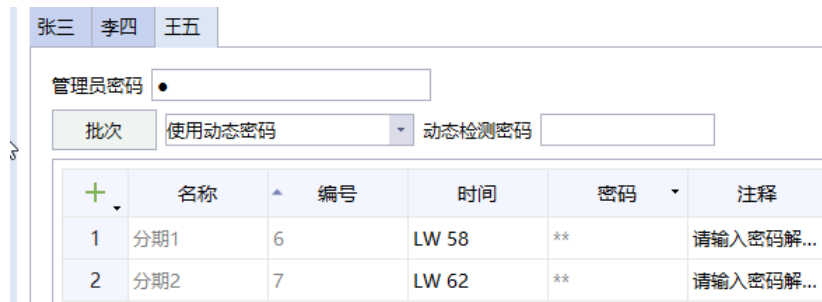 张三 李四 王五
管理员密码 ●
批次 使用动态密码 动态检测密码
+ 名称 编号 时间 密码 注释
1 分期1 6 LW 58 ** 请输入密码解...
2 分期2 7 LW 62 ** 请输入密码解...